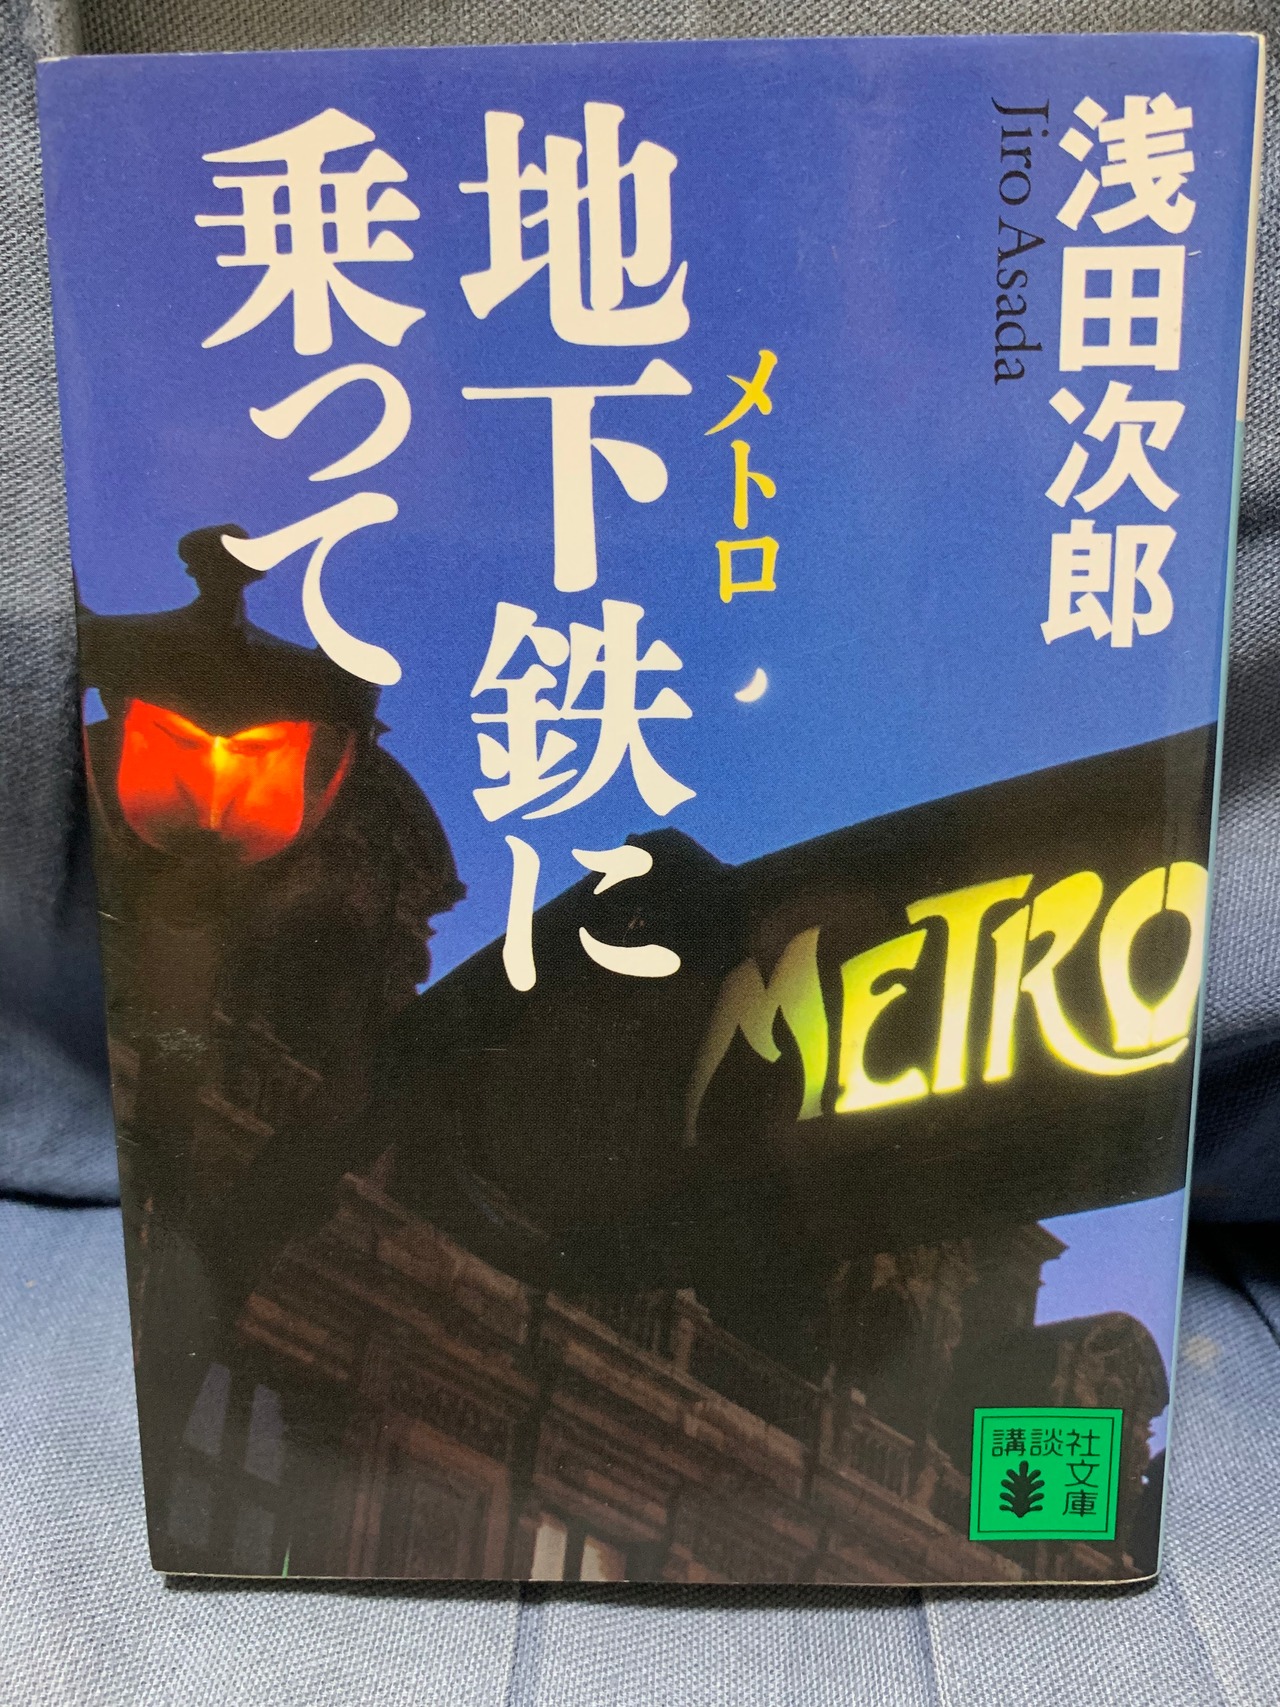 浅田次郎
Jiro Asada
メトロ
地下鉄に
乗って
METRO
講談社
文庫